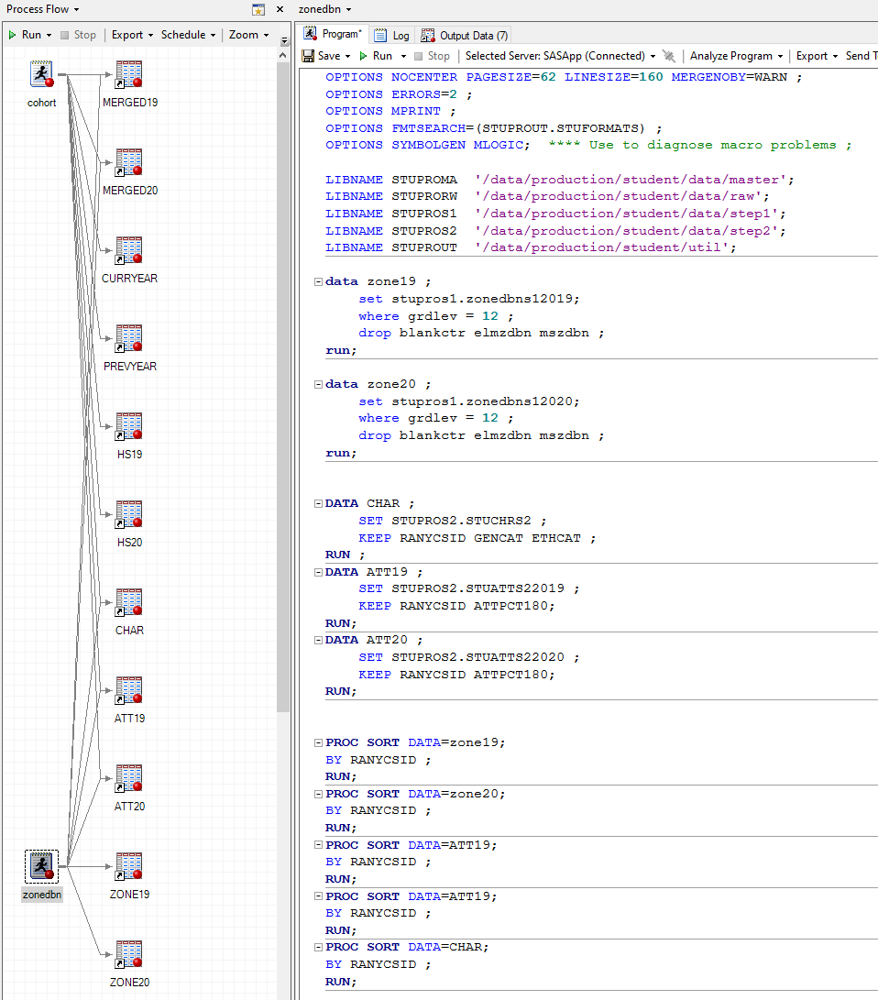 Process Flow
Run Stop Export Schedule Zoom
cohort
MERGED19
MERGED20
CURRYEAR
PREVYEAR
HS19
HS20
CHAR
ATT19
ATT20
zonedbn
ZONE19
ZONE20
zonedbn
Program* Log Output Data (7)
Save Run Stop Selected Server: SASApp (Connected) Analyze Program Export Send T
OPTIONS NOCENTER PAGESIZE=62 LINESIZE=160 MERGENOBY=WARN ;
OPTIONS ERRORS=2 ;
OPTIONS MPRINT ;
OPTIONS FMTSEARCH=(STUPROUT.STUFORMATS) ;
OPTIONS SYMBOLGEN MLOGIC; **** Use to diagnose macro problems ;
LIBNAME STUPROMA '/data/production/student/data/master';
LIBNAME STUPRORW '/data/production/student/data/raw';
LIBNAME STUPROS1 '/data/production/student/data/step1';
LIBNAME STUPROS2 '/data/production/student/data/step2';
LIBNAME STUPROUT '/data/production/student/util';
data zone19 ;
set stupros1.zonedbns12019;
where grdlev = 12 ;
drop blankctr elmzdbn mszdbn ;
run;
data zone20 ;
set stupros1.zonedbns12020;
where grdlev = 12 ;
drop blankctr elmzdbn mszdbn ;
run;
DATA CHAR ;
SET STUPROS2.STUCHRS2 ;
KEEP RANYCSID GENCAT ETHCAT ;
RUN ;
DATA ATT19 ;
SET STUPROS2.STUATTS22019 ;
KEEP RANYCSID ATTPCT180;
RUN;
DATA ATT20 ;
SET STUPROS2.STUATTS22020 ;
KEEP RANYCSID ATTPCT180;
RUN;
PROC SORT DATA=zone19;
BY RANYCSID ;
RUN;
PROC SORT DATA=zone20;
BY RANYCSID ;
RUN;
PROC SORT DATA=ATT19;
BY RANYCSID ;
RUN;
PROC SORT DATA=ATT19;
BY RANYCSID ;
RUN;
PROC SORT DATA=CHAR;
BY RANYCSID ;
RUN;